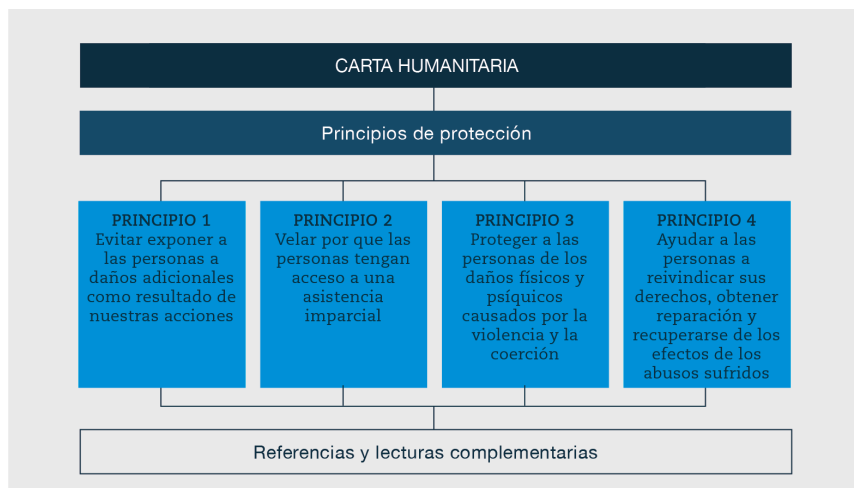 CARTA HUMANITARIA
Principios de protección
PRINCIPIO 1
Evitar exponer a
las personas a
daños adicionales
como resultado de
nuestras acciones
PRINCIPIO 2
Velar por que las
personas tengan
acceso a una
asistencia
imparcial
PRINCIPIO 3
Proteger a las
personas de los
daños físicos y
psíquicos
causados por la
violencia y la
coerción
PRINCIPIO 4
Ayudar a las
personas a
reivindicar sus
derechos, obtener
reparación y
recuperarse de los
efectos de los
abusos sufridos
Referencias y lecturas complementarias